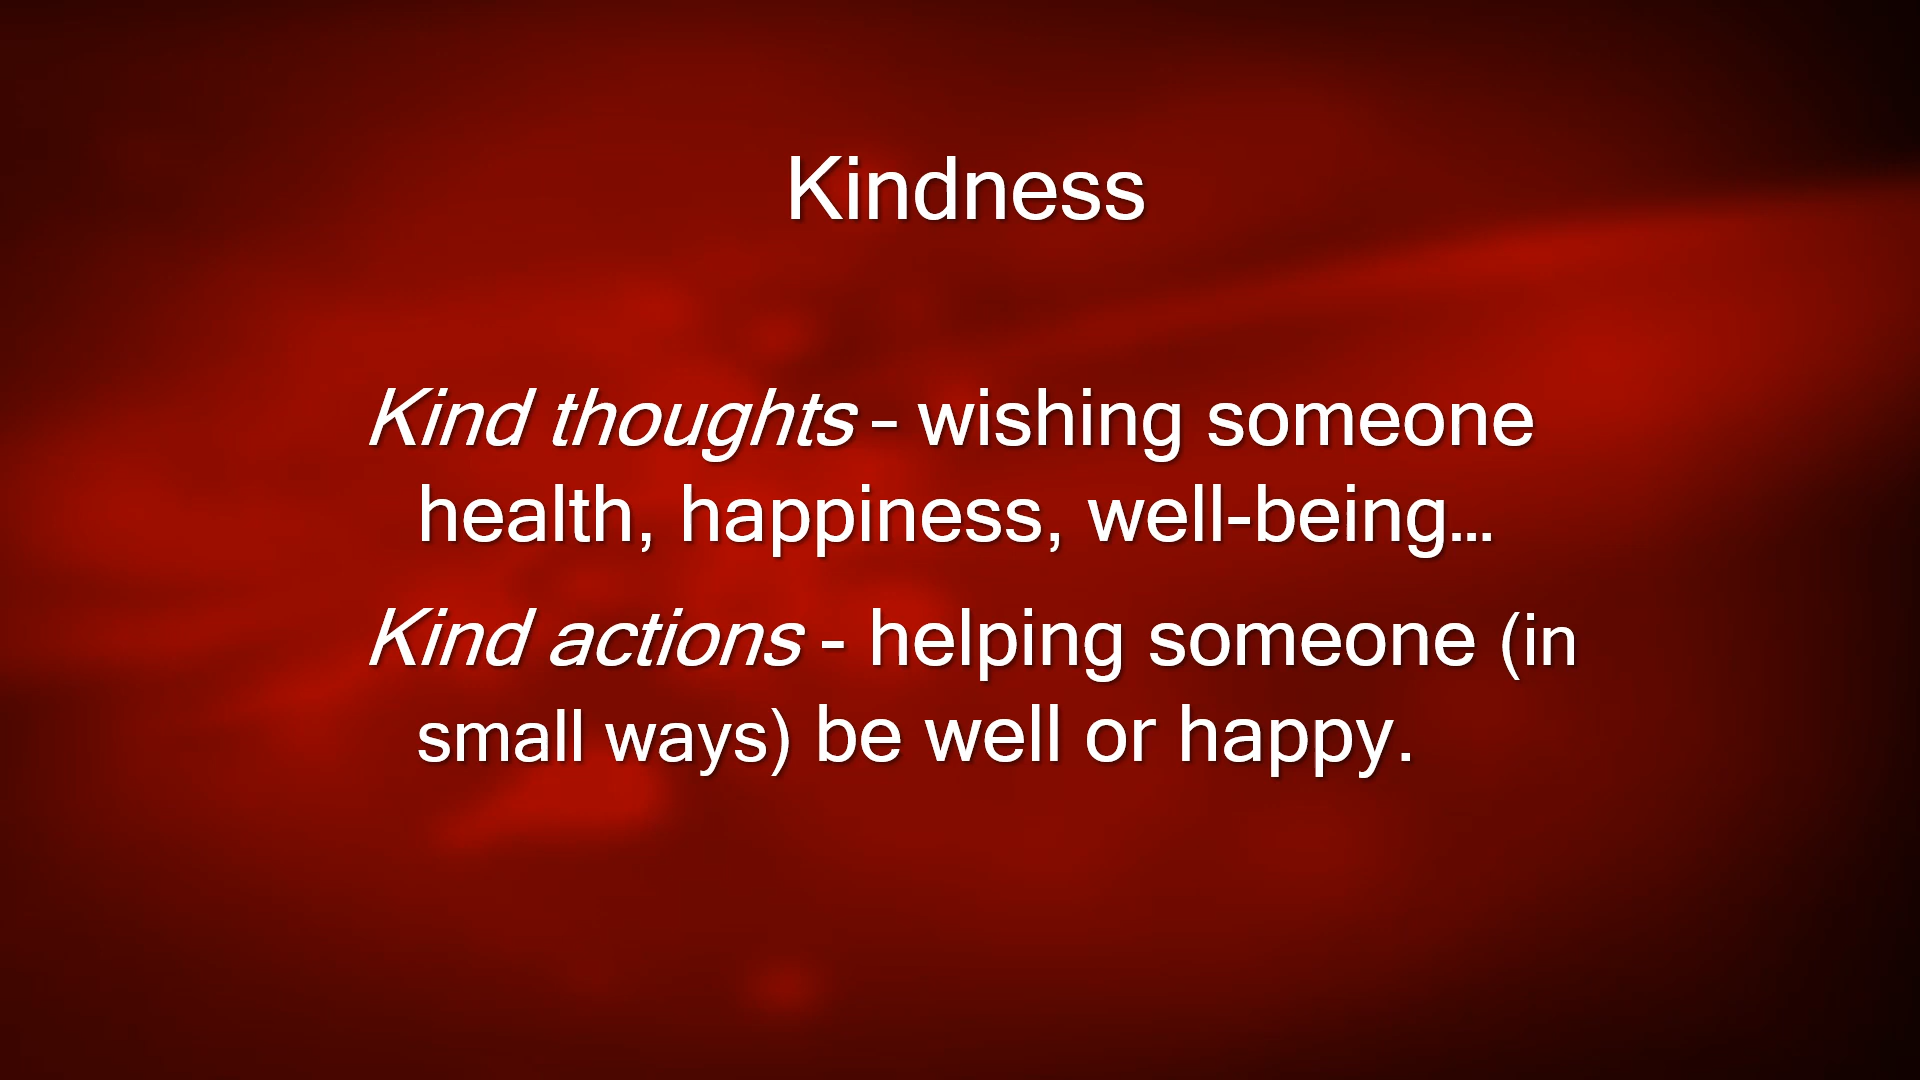 Kindness
Kind thoughts - wishing someone
health, happiness, well-being...
Kind actions - helping someone (in
small ways) be well or happy.